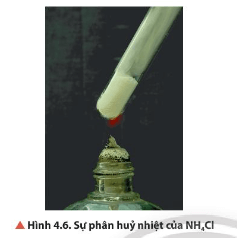 ▲ Hình 4.6. Sự phân huỷ nhiệt của NH₄Cl